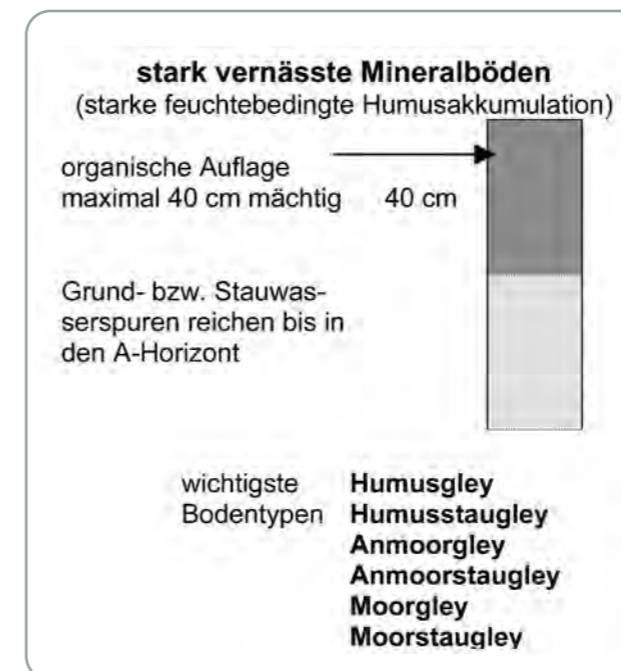 stark vernässte Mineralböden
(starke feuchtebedingte Humusakkumulation)
organische Auflage
maximal 40 cm mächtig 40 cm
Grund- bzw. Stauwas-
serspuren reichen bis in
den A-Horizont
wichtigste Humusgley
Bodentypen Humusstaugley
Anmoorgley
Anmoorstaugley
Moorgley
Moorstaugley